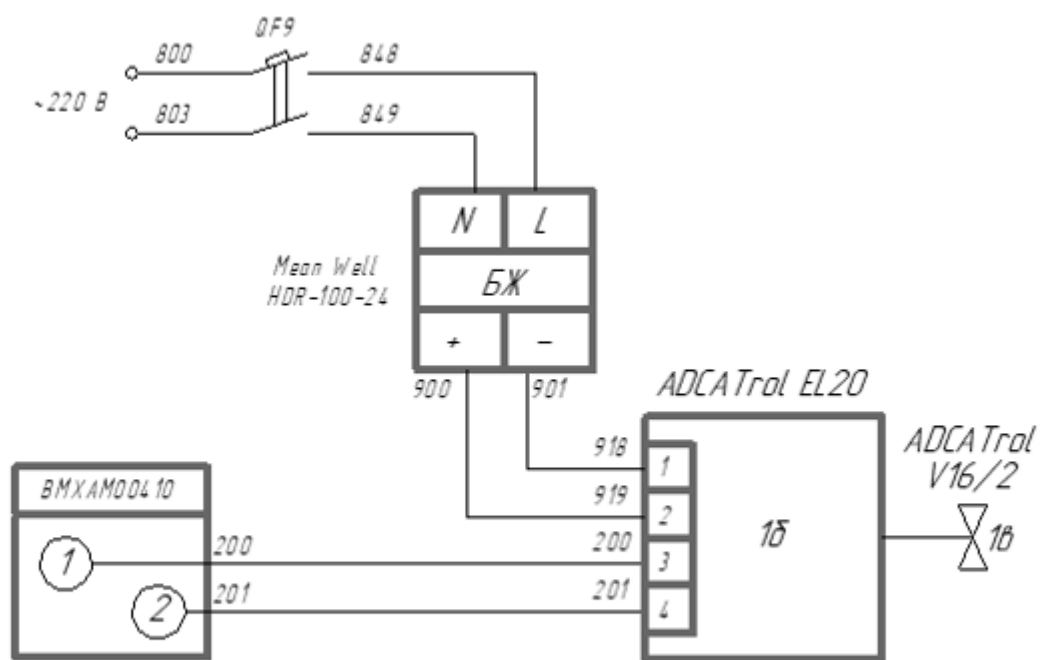 QF9
800
848
~220 В
803
849
N
L
Mean Well
HDR-100-24
БЖ
+
-
900
901
ADCATrol EL20
918
1
ADCATrol
V16/2
BMXAMO0410
919
2
1б
1в
1
200
200
3
2
201
201
4